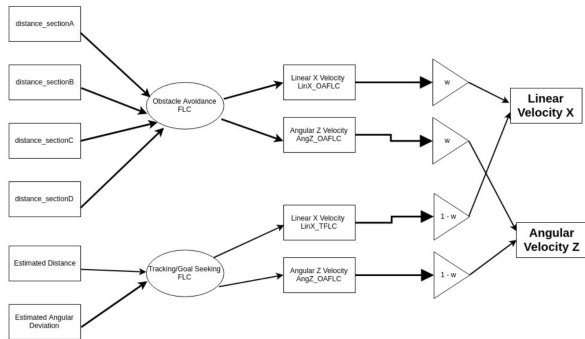 distance_sectionA
distance_sectionB
distance_sectionC
distance_sectionD
Estimated Distance
Estimated Angular
Deviation
Obstacle Avoidance
FLC
Tracking/Goal Seeking
FLC
Linear X Velocity
LinX_OAFLC
Angular Z Velocity
AngZ_OAFLC
Linear X Velocity
LinX_TFLC
Angular Z Velocity
AngZ_OAFLC
w
w
1 - w
1 - w
Linear
Velocity X
Angular
Velocity Z